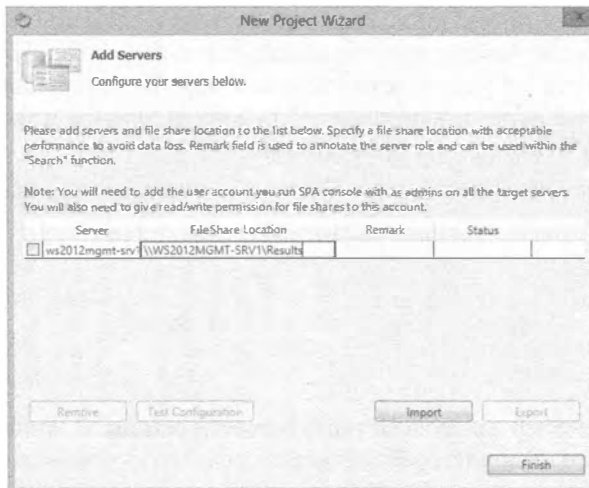 New Project Wizard
Add Servers
Configure your servers below.
Please add servers and file share location to the list below. Specify a file share location with acceptable
performance to avoid data loss. Remark field is used to annotate the server role and can be used within the
"Search" function.
Note: You will need to add the user account you run SPA console with as admins on all the target servers.
You will also need to give read/write permission for file shares to this account.
Server FileShare Location Remark Status
ws2012mgmt-srv1 \\WS2012MGMT-SRV1\Results
Remove Test Configuration Import Export
Finish